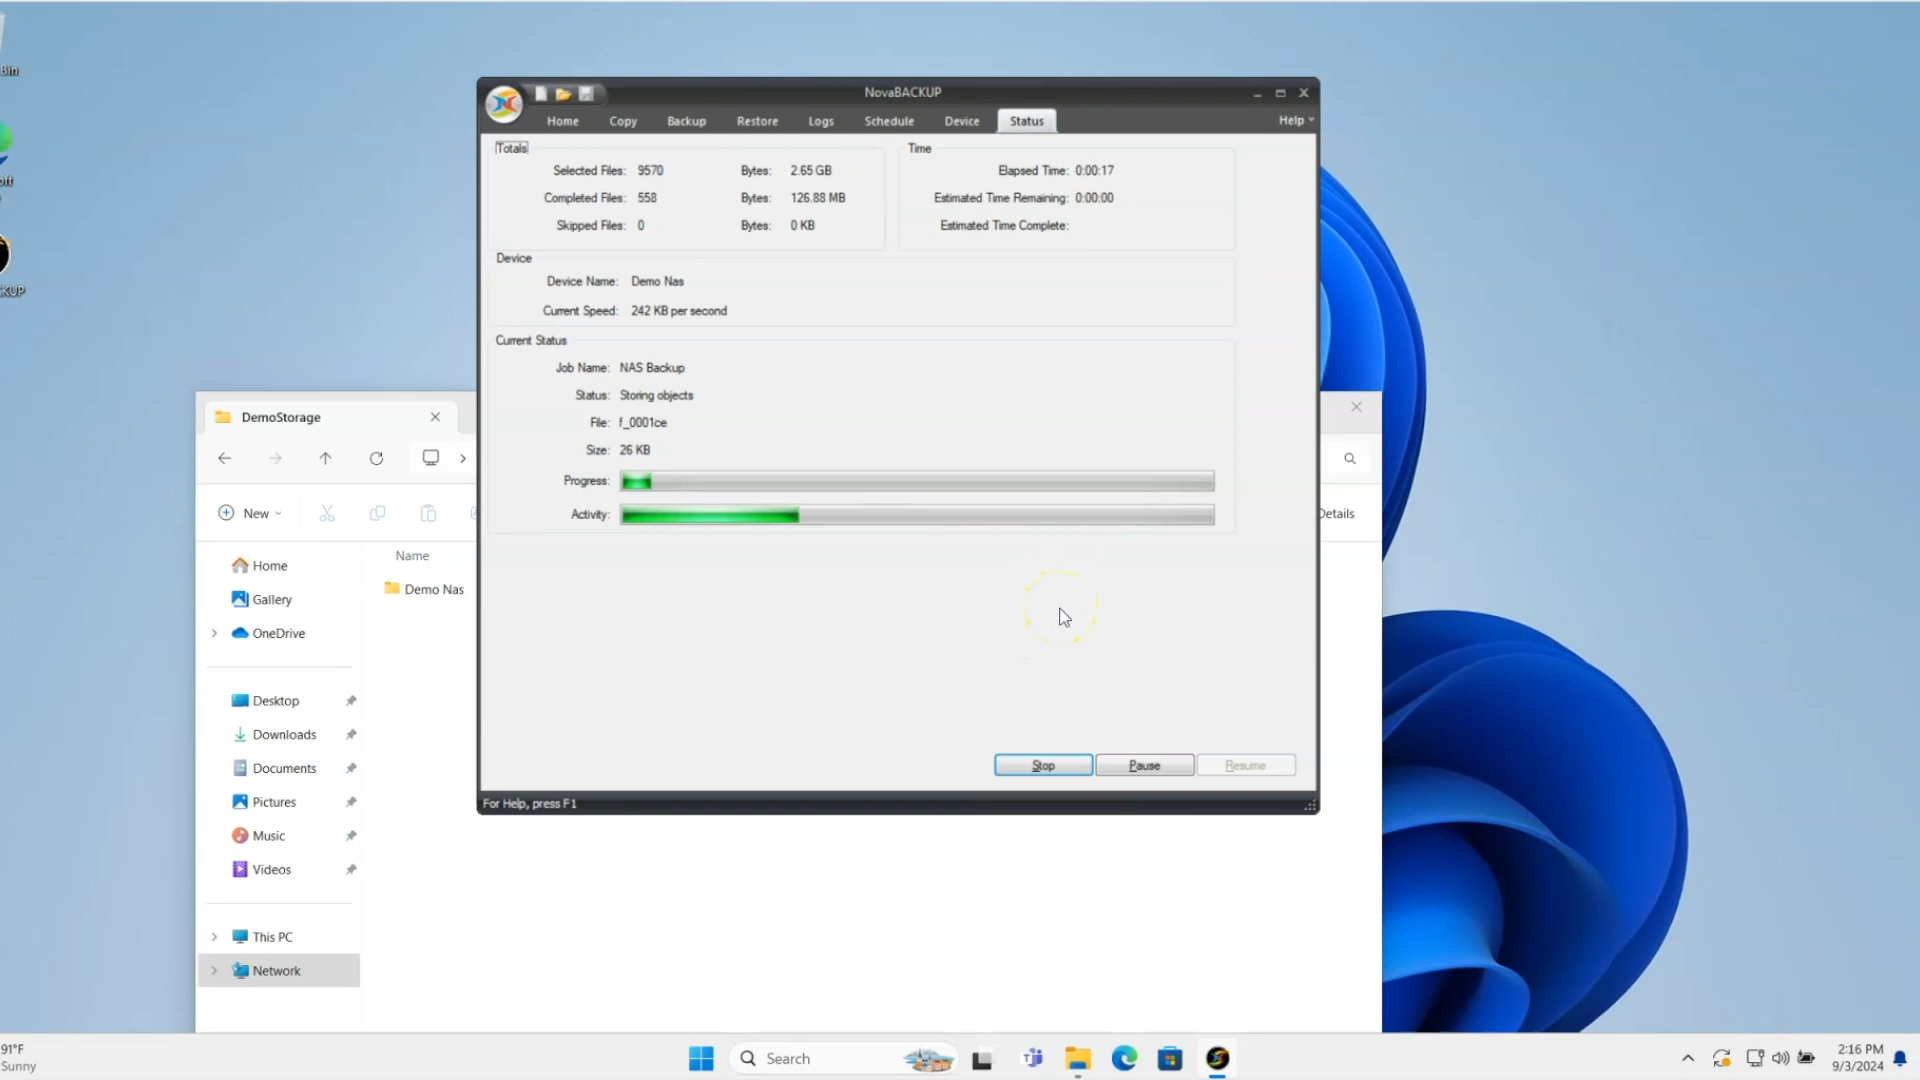 Bin
KUP
NovaBACKUP
Home
Copy
Backup
Restore
Logs
Schedule
Device
Status
Help
Totals
Selected Files: 9570 Bytes: 2.65 GB
Completed Files: 558 Bytes: 126.88 MB
Skipped Files: 0 Bytes: 0 KB
Time
Elapsed Time: 0:00:17
Estimated Time Remaining: 0:00:00
Estimated Time Complete:
Device
Device Name: Demo Nas
Current Speed: 242 KB per second
Current Status
Job Name: NAS Backup
Status: Storing objects
File: f_0001ce
Size: 26 KB
Progress:
Activity:
Stop
Pause
Resume
For Help, press F1
DemoStorage
New
Details
Name
Demo Nas
Home
Gallery
OneDrive
Desktop
Downloads
Documents
Pictures
Music
Videos
This PC
Network
91°F
Sunny
Search
2:16 PM
9/3/2024